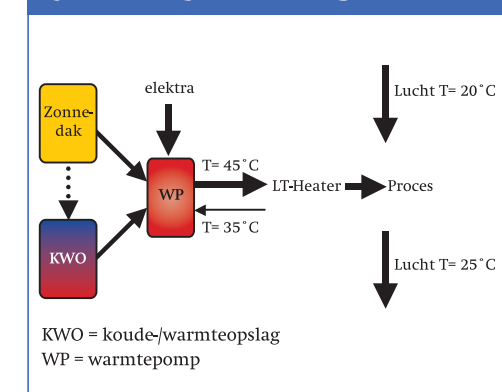 elektra
Lucht T= 20°C
Zonne-
dak
T= 45°C
WP
LT-Heater
Proces
T= 35°C
KWO
Lucht T= 25°C
KWO = koude-/warmteopslag
WP = warmtepomp